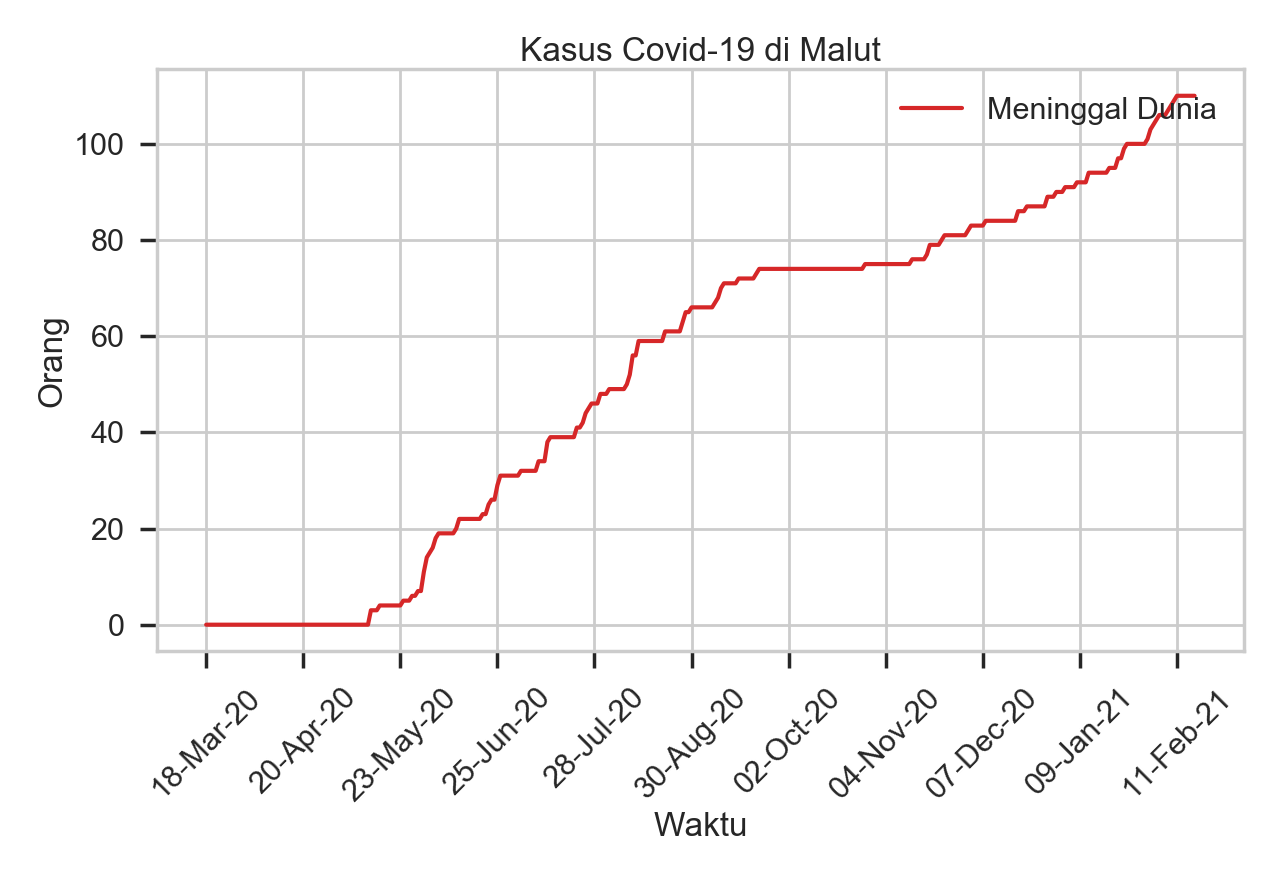 Kasus Covid-19 di Malut
Meninggal Dunia
Orang
100
80
60
40
20
0
18-Mar-20
20-Apr-20
23-May-20
25-Jun-20
28-Jul-20
30-Aug-20
02-Oct-20
04-Nov-20
07-Dec-20
09-Jan-21
11-Feb-21
Waktu